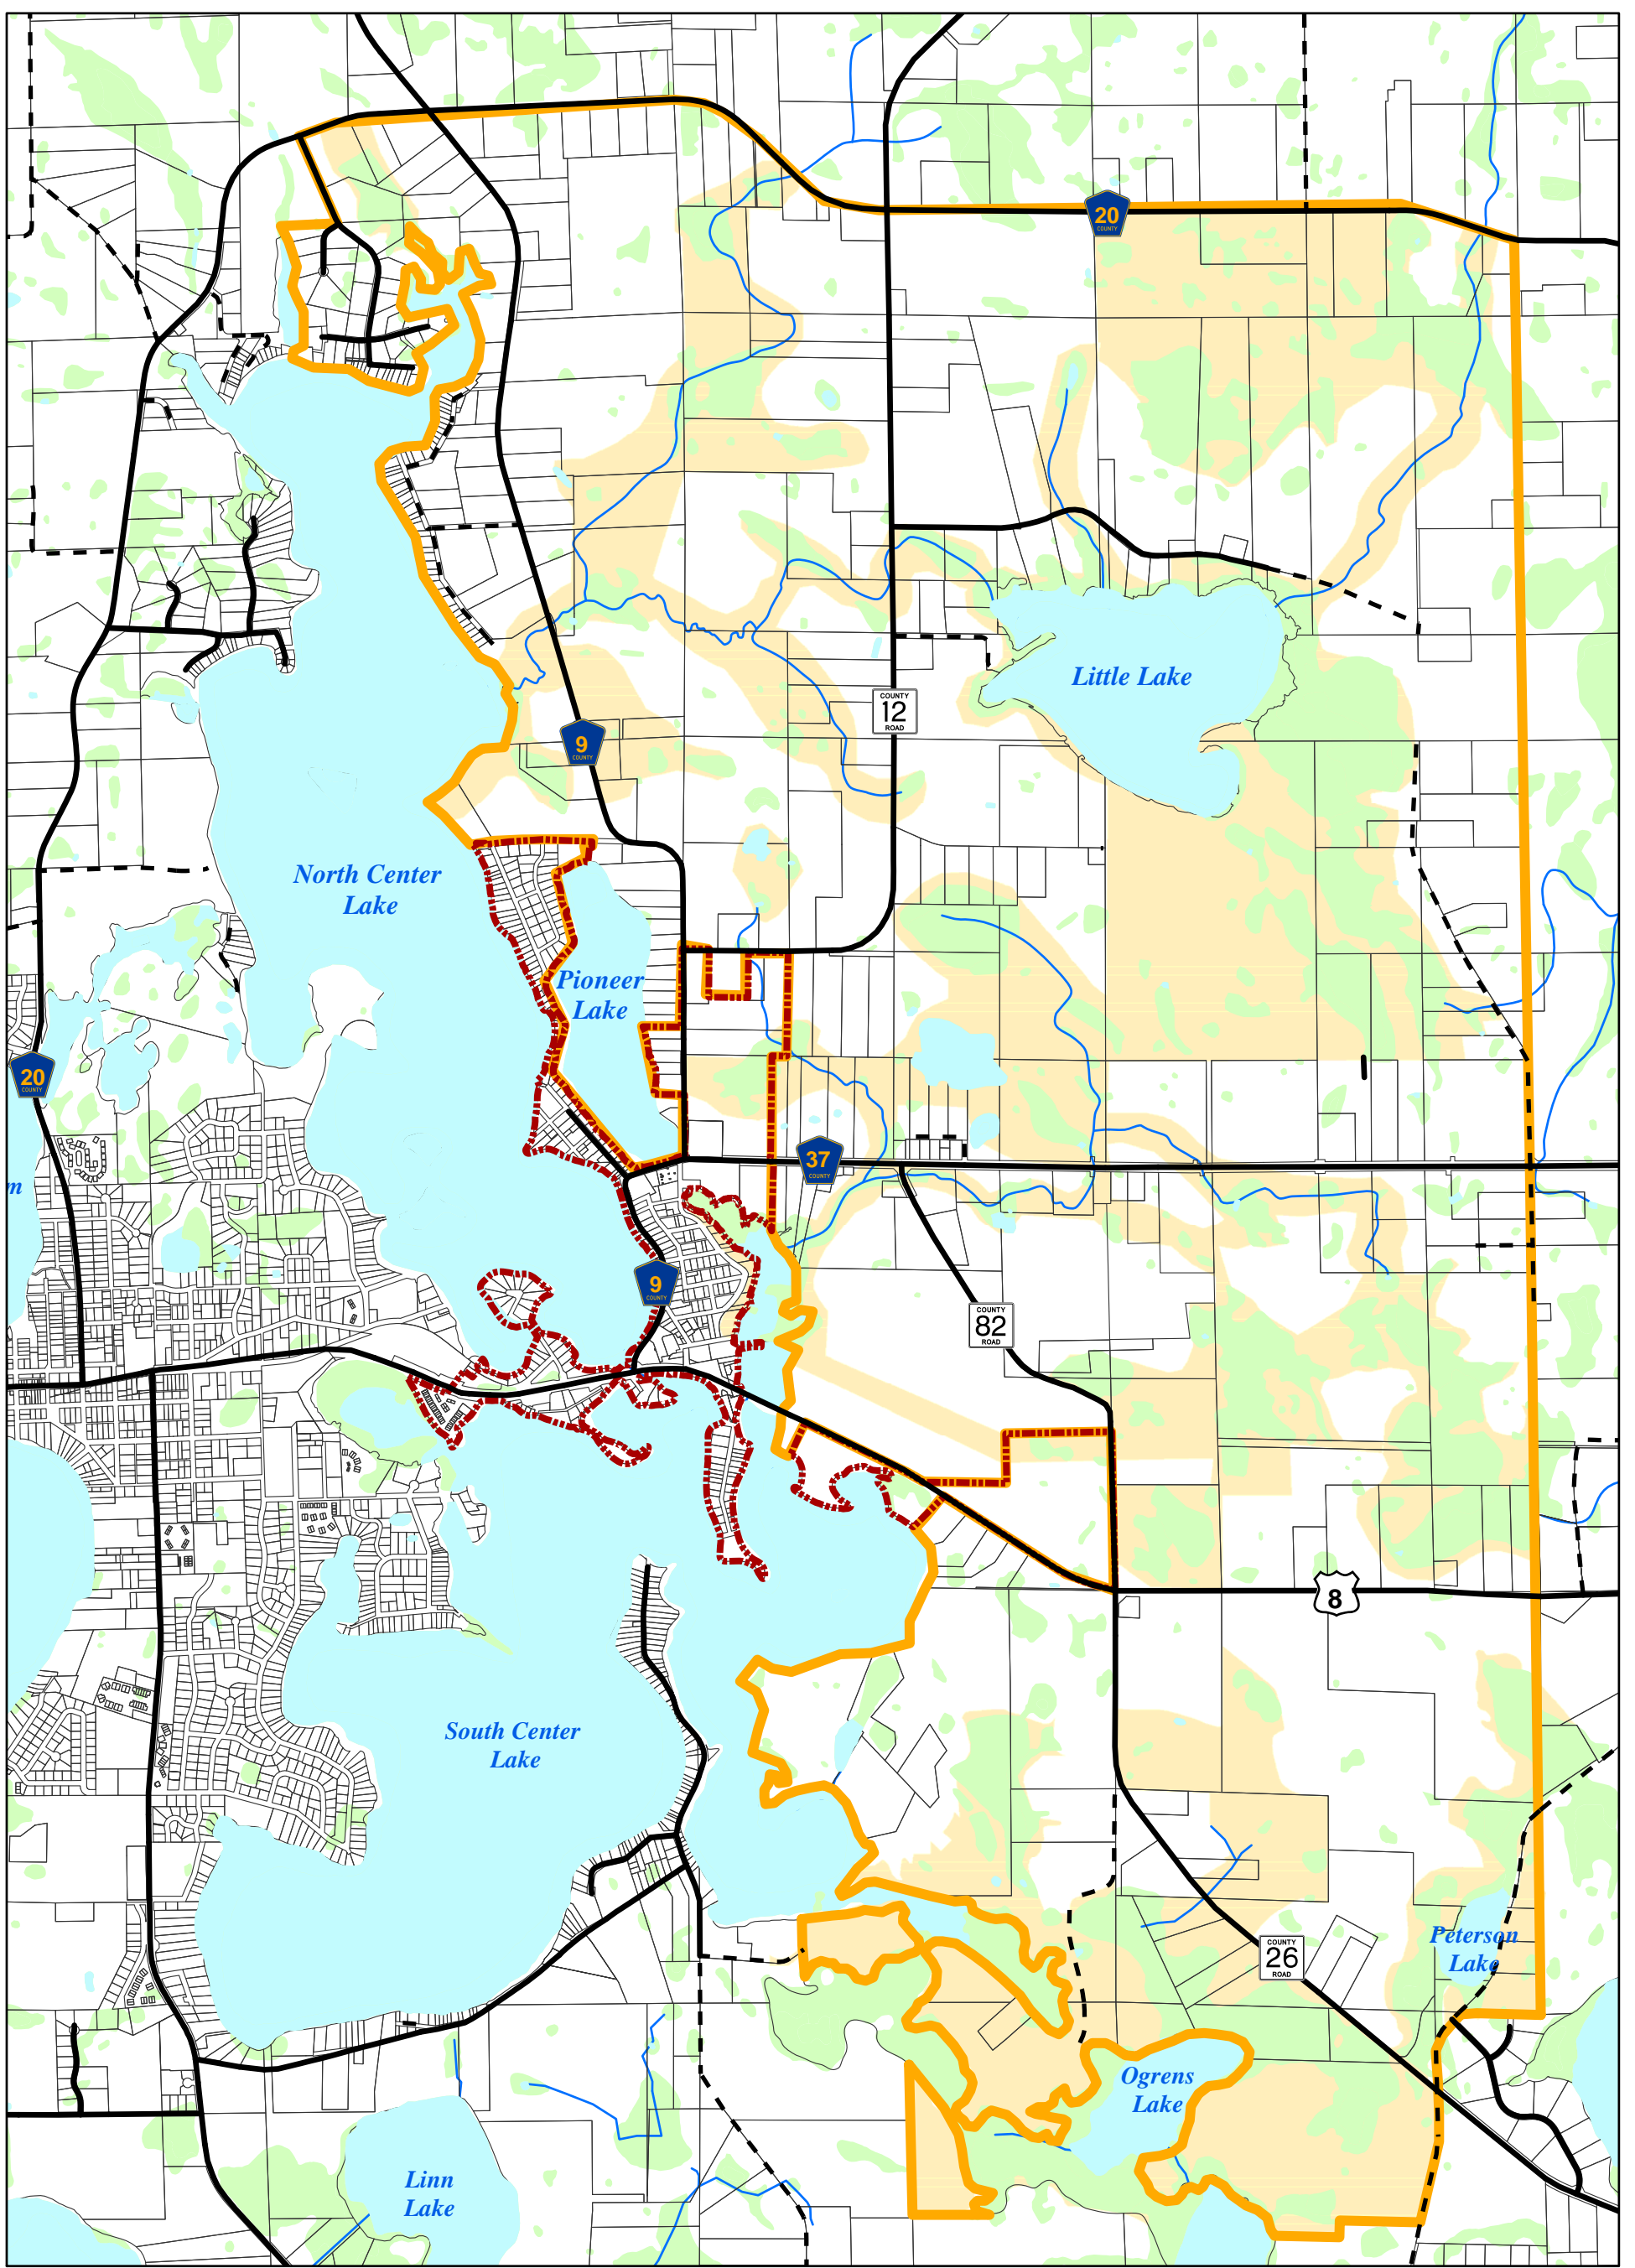 20
COUNTY
Little Lake
COUNTY
12
ROAD
9
COUNTY
North Center
Lake
Pioneer
Lake
20
COUNTY
37
COUNTY
m
9
COUNTY
COUNTY
82
ROAD
8
South Center
Lake
Peterson
Lake
COUNTY
26
ROAD
Ogrens
Lake
Linn
Lake